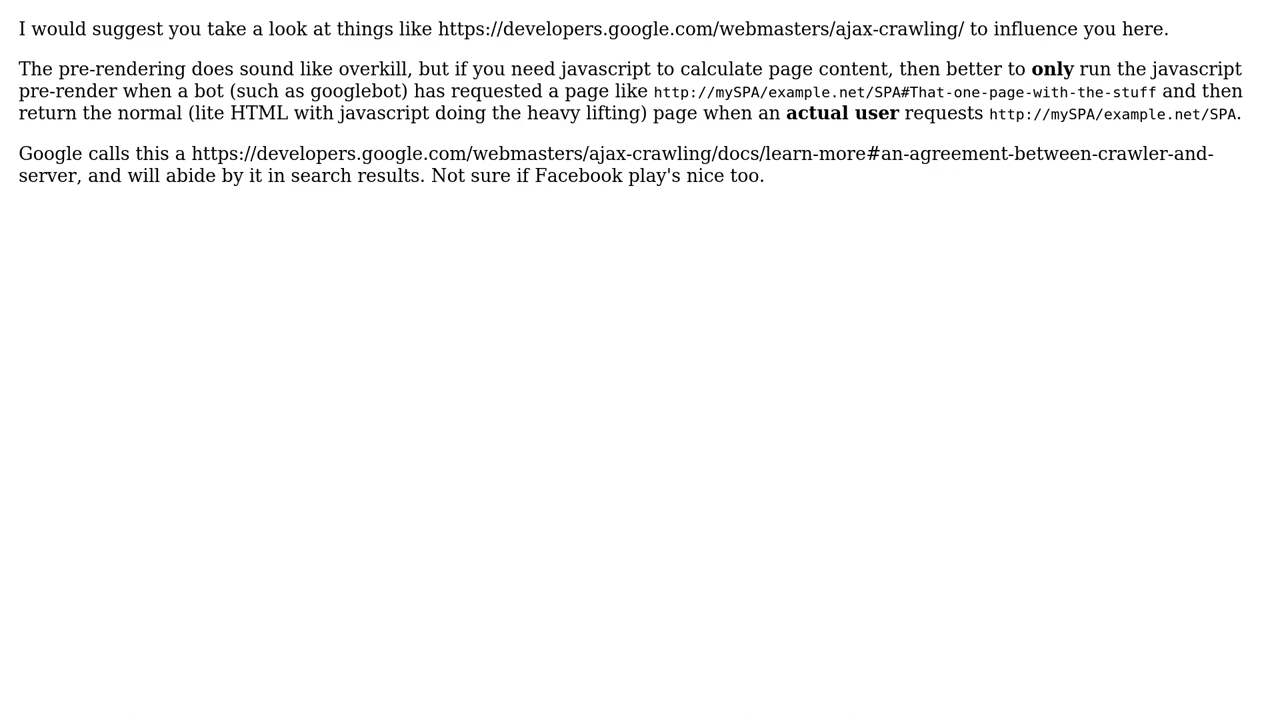 I would suggest you take a look at things like https://developers.google.com/webmasters/ajax-crawling/ to influence you here.
The pre-rendering does sound like overkill, but if you need javascript to calculate page content, then better to only run the javascript
pre-render when a bot (such as googlebot) has requested a page like http://mySPA/example.net/SPA#That-one-page-with-the-stuff and then
return the normal (lite HTML with javascript doing the heavy lifting) page when an actual user requests http://mySPA/example.net/SPA.
Google calls this a https://developers.google.com/webmasters/ajax-crawling/docs/learn-more#an-agreement-between-crawler-and-
server, and will abide by it in search results. Not sure if Facebook play's nice too.